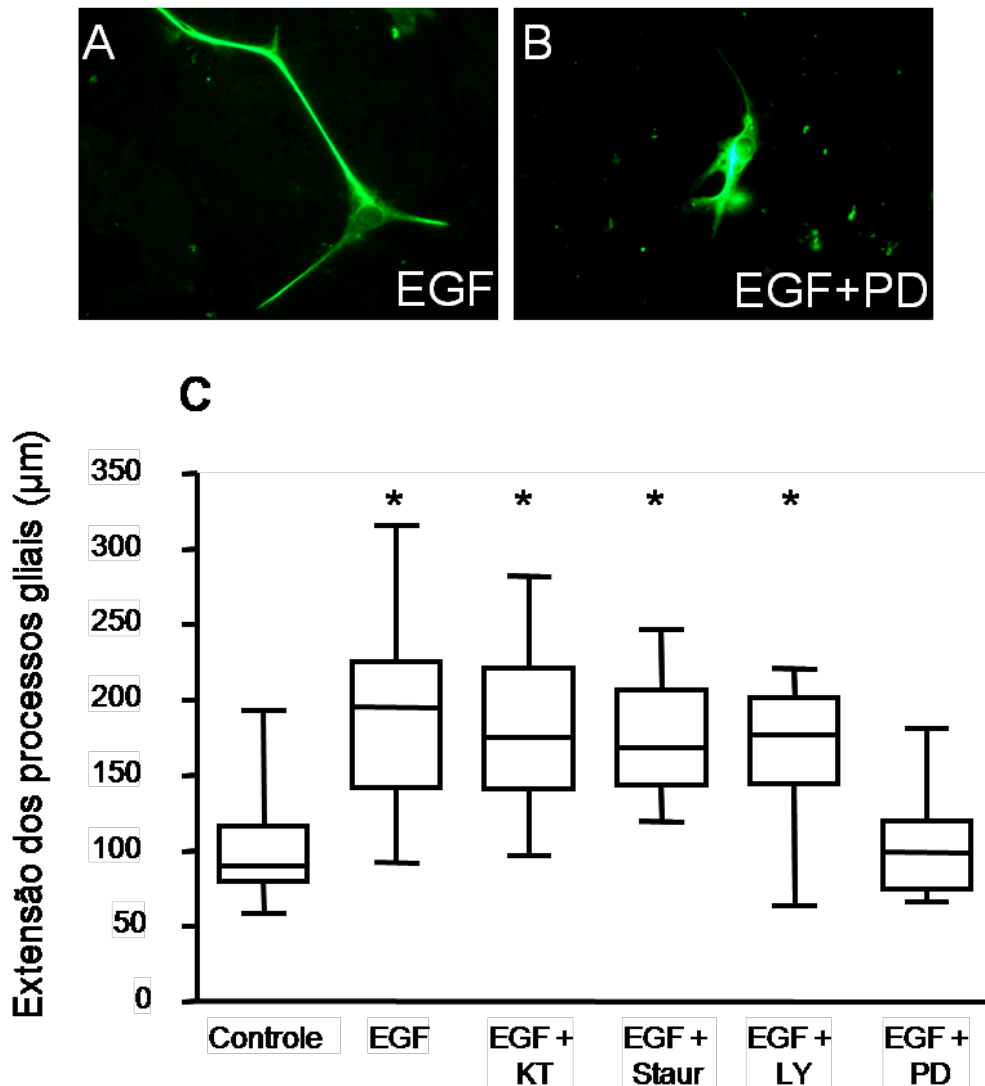 A
EGF
B
EGF+PD
C
Extensão dos processos gliais (µm)
350
300
250
200
150
100
50
0
* * * *
Controle
EGF
EGF +
KT
EGF +
Staur
EGF +
LY
EGF +
PD